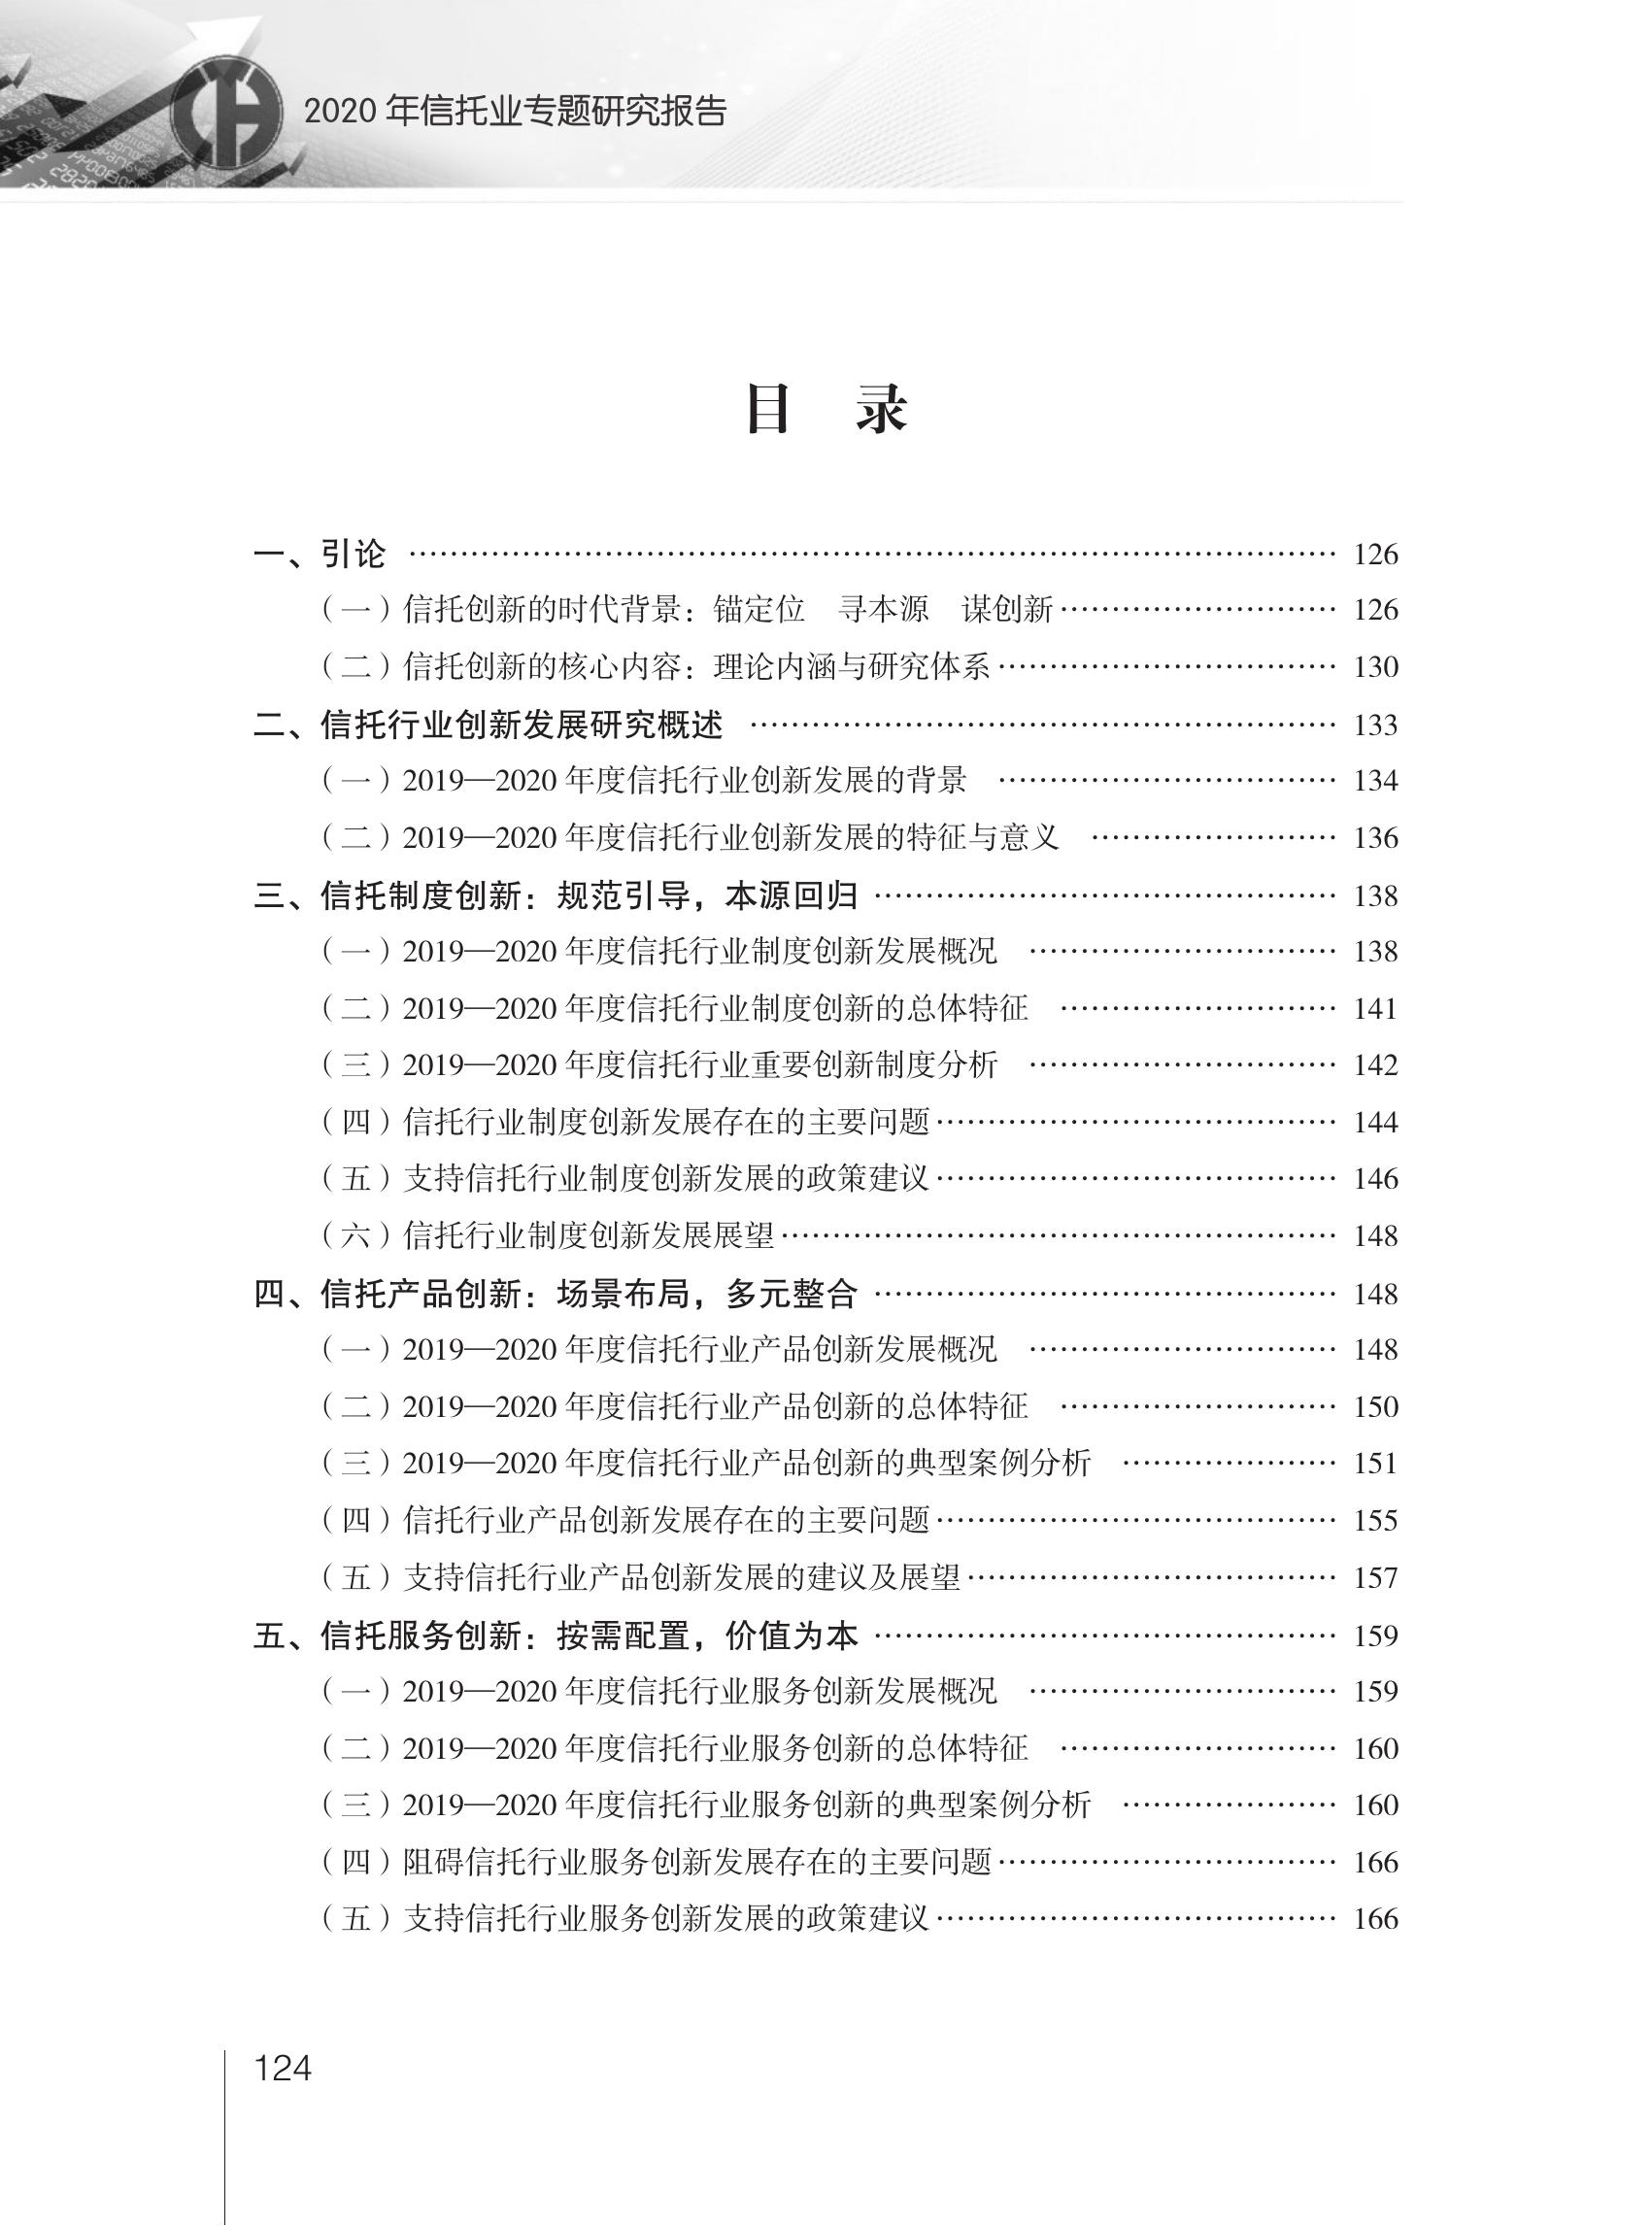 2020 年信托业专题研究报告
目 录
一、引论 …………………………………………………………………… 126
（一）信托创新的时代背景：锚定位 寻本源 谋创新……………………… 126
（二）信托创新的核心内容：理论内涵与研究体系…………………………… 130
二、信托行业创新发展研究概述 ……………………………………………… 133
（一）2019—2020 年度信托行业创新发展的背景 …………………………… 134
（二）2019—2020 年度信托行业创新发展的特征与意义 …………………… 136
三、信托制度创新：规范引导，本源回归 …………………………………… 138
（一）2019—2020 年度信托行业制度创新发展概况 ………………………… 138
（二）2019—2020 年度信托行业制度创新的总体特征 ……………………… 141
（三）2019—2020 年度信托行业重要创新制度分析 ………………………… 142
（四）信托行业制度创新发展存在的主要问题………………………………… 144
（五）支持信托行业制度创新发展的政策建议………………………………… 146
（六）信托行业制度创新发展展望……………………………………………… 148
四、信托产品创新：场景布局，多元整合 …………………………………… 148
（一）2019—2020 年度信托行业产品创新发展概况 ………………………… 148
（二）2019—2020 年度信托行业产品创新的总体特征 ……………………… 150
（三）2019—2020 年度信托行业产品创新的典型案例分析 ………………… 151
（四）信托行业产品创新发展存在的主要问题………………………………… 155
（五）支持信托行业产品创新发展的建议及展望……………………………… 157
五、信托服务创新：按需配置，价值为本 …………………………………… 159
（一）2019—2020 年度信托行业服务创新发展概况 ………………………… 159
（二）2019—2020 年度信托行业服务创新的总体特征 ……………………… 160
（三）2019—2020 年度信托行业服务创新的典型案例分析 ………………… 160
（四）阻碍信托行业服务创新发展存在的主要问题…………………………… 166
（五）支持信托行业服务创新发展的政策建议………………………………… 166
124